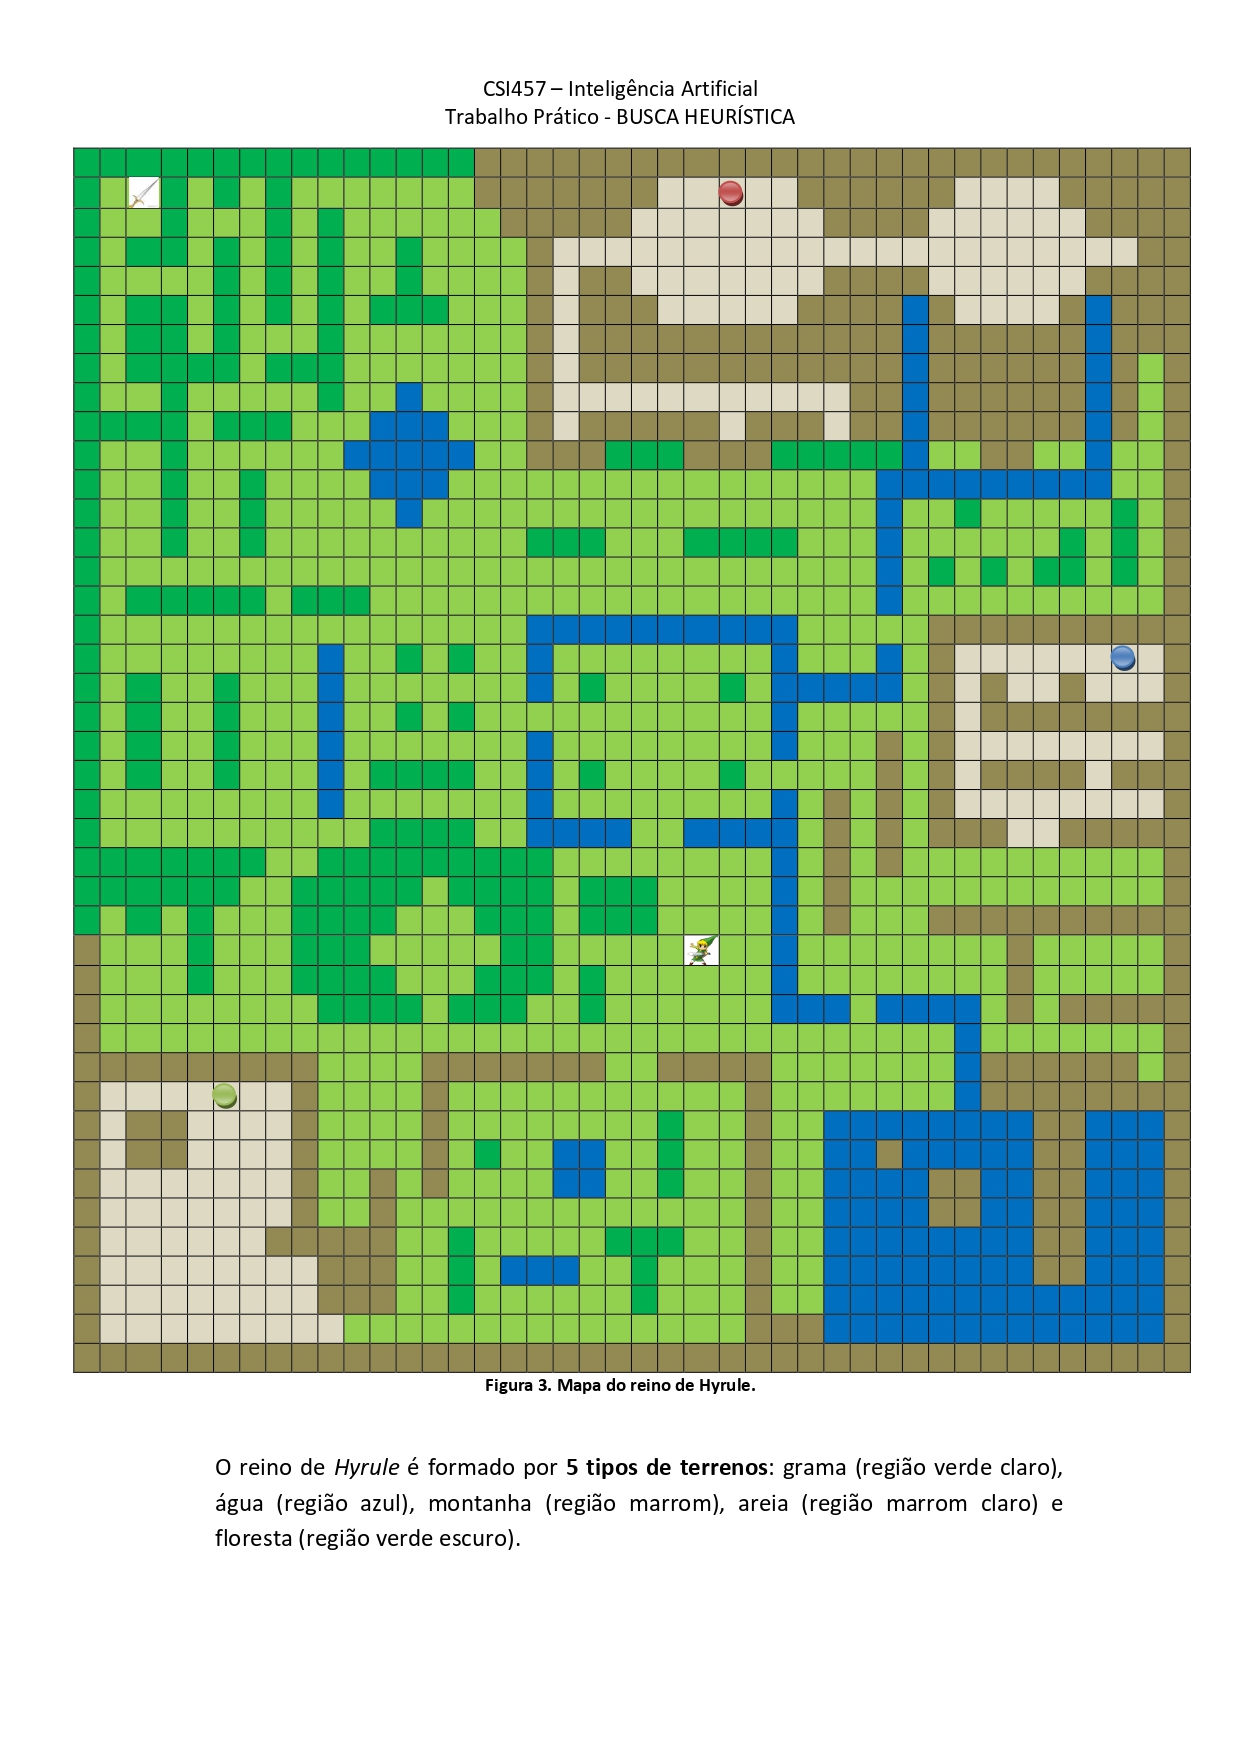 CSI457 – Inteligência Artificial
Trabalho Prático - BUSCA HEURÍSTICA
Figura 3. Mapa do reino de Hyrule.
O reino de Hyrule é formado por 5 tipos de terrenos: grama (região verde claro),
água (região azul), montanha (região marrom), areia (região marrom claro) e
floresta (região verde escuro).